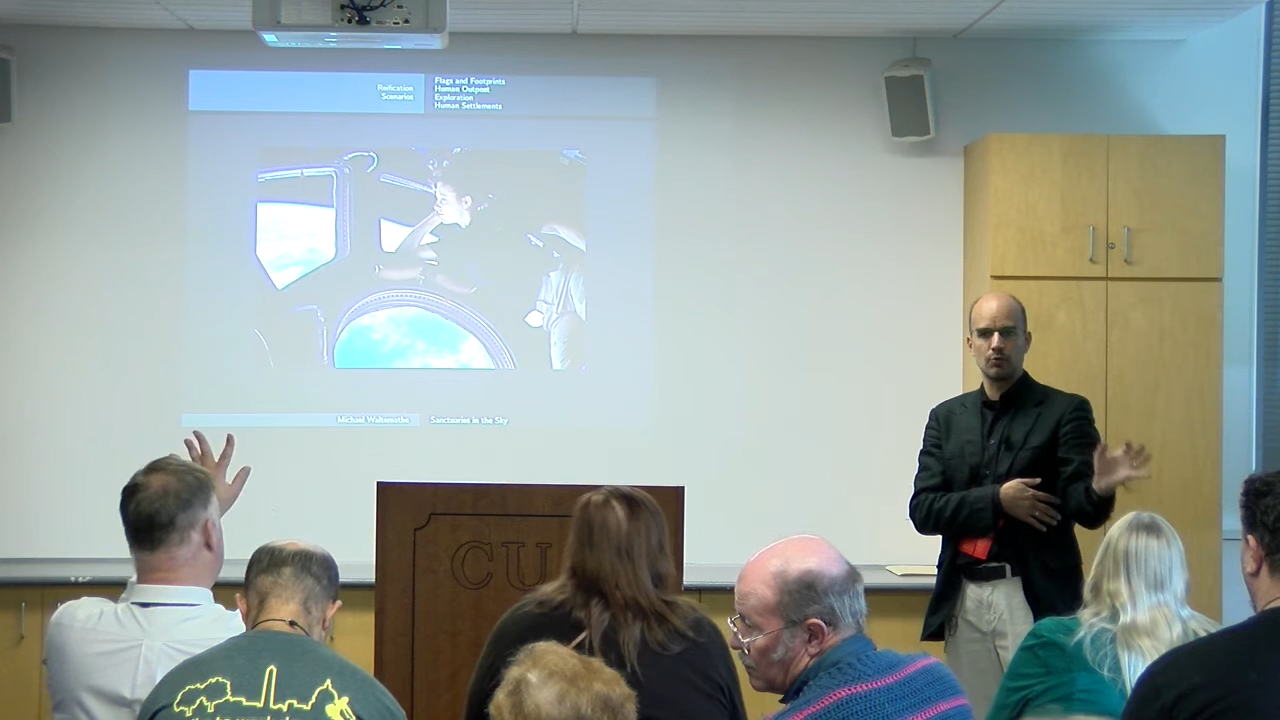 Reification
Scenarios
Flags and Footprints
Human Outpost
Exploration
Human Settlements
Michael Waltemathe
Sanctuaries in the Sky
CU